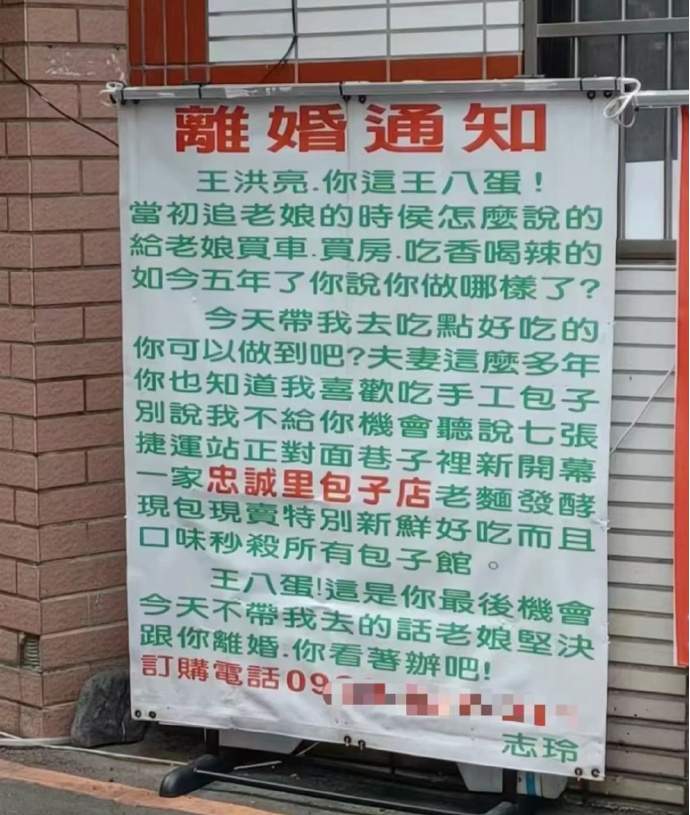 離婚通知
王洪亮.你這王八蛋!
當初追老娘的時侯怎麼說的
給老娘買車.買房.吃香喝辣的
如今五年了你說你做哪樣了?
今天帶我去吃點好吃的
你可以做到吧?夫妻這麼多年
你也知道我喜歡吃手工包子
別說我不給你機會聽說七張
捷運站正對面巷子裡新開幕
一家忠誠里包子店老麵發酵
現包現賣特別新鮮好吃而且
口味秒殺所有包子館。
王八蛋!這是你最後機會
今天不帶我去的話老娘堅決
跟你離婚.你看著辦吧!
訂購電話09
志玲